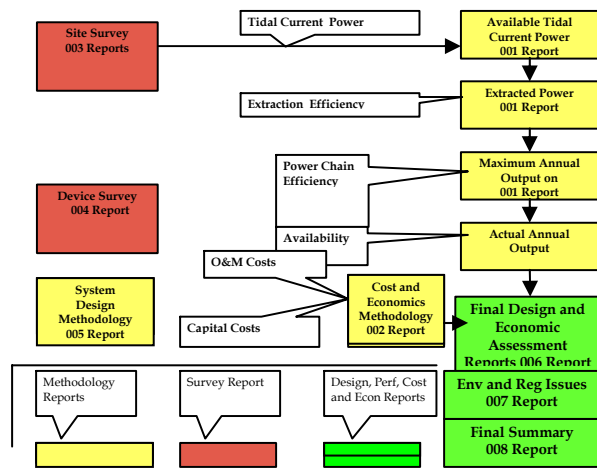 Site Survey
003 Reports
Tidal Current Power
Available Tidal
Current Power
001 Report
Extraction Efficiency
Extracted Power
001 Report
Power Chain
Efficiency
Maximum Annual
Output on
001 Report
Device Survey
004 Report
Availability
Actual Annual
Output
O&M Costs
System
Design
Methodology
005 Report
Capital Costs
Cost and
Economics
Methodology
002 Report
Final Design and
Economic
Assessment
Reports 006 Report
Methodology
Reports
Survey Report
Design, Perf, Cost
and Econ Reports
Env and Reg Issues
007 Report
Final Summary
008 Report